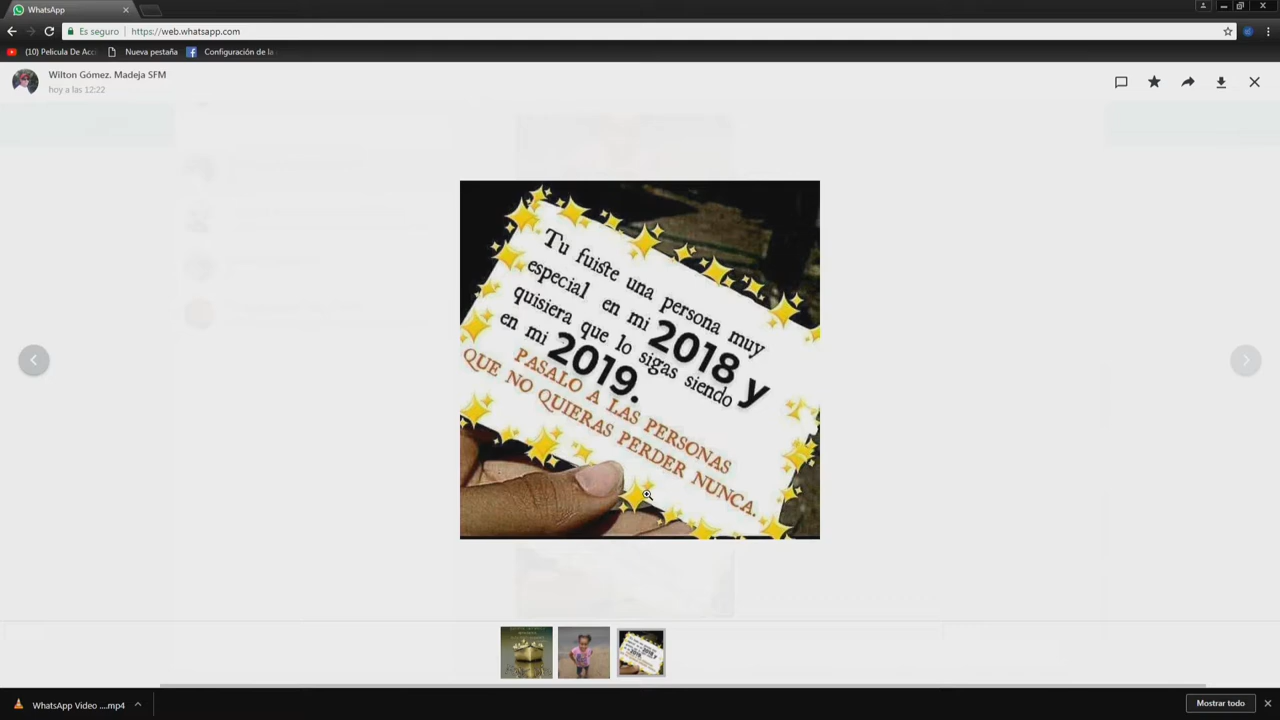 WhatsApp
Es seguro
https://web.whatsapp.com
(10) Pelicula De Acc
Nueva pestaña
Configuración de la
Wilton Gómez. Madeja SFM
hoy a las 12:22
Tu fuiste una persona muy
especial en mi 2018 y
quisiera que lo sigas siendo
en mi 2019.
PASALO A LAS PERSONAS
QUE NO QUIERAS PERDER NUNCA.
WhatsApp Video ....mp4
Mostrar todo